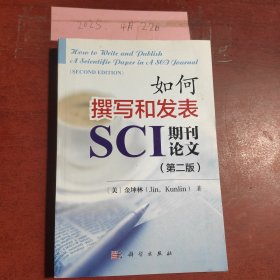 2025. 4月22日
How to Write and Publish
A Scientific Paper in A SCI Journal
(SECOND EDITION)
如何
撰写和发表
SCI期刊
论文
(第二版)
〔美〕金坤林(Jin, Kunlin) 著
科学出版社